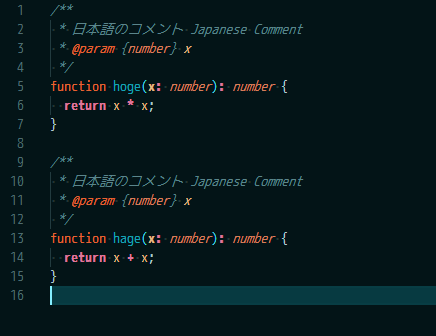 1 /**
2  * 日本語のコメント Japanese Comment
3  * @param {number} x
4  */
5 function hoge(x: number): number {
6   return x * x;
7 }
8
9 /**
10  * 日本語のコメント Japanese Comment
11  * @param {number} x
12  */
13 function hage(x: number): number {
14   return x + x;
15 }
16